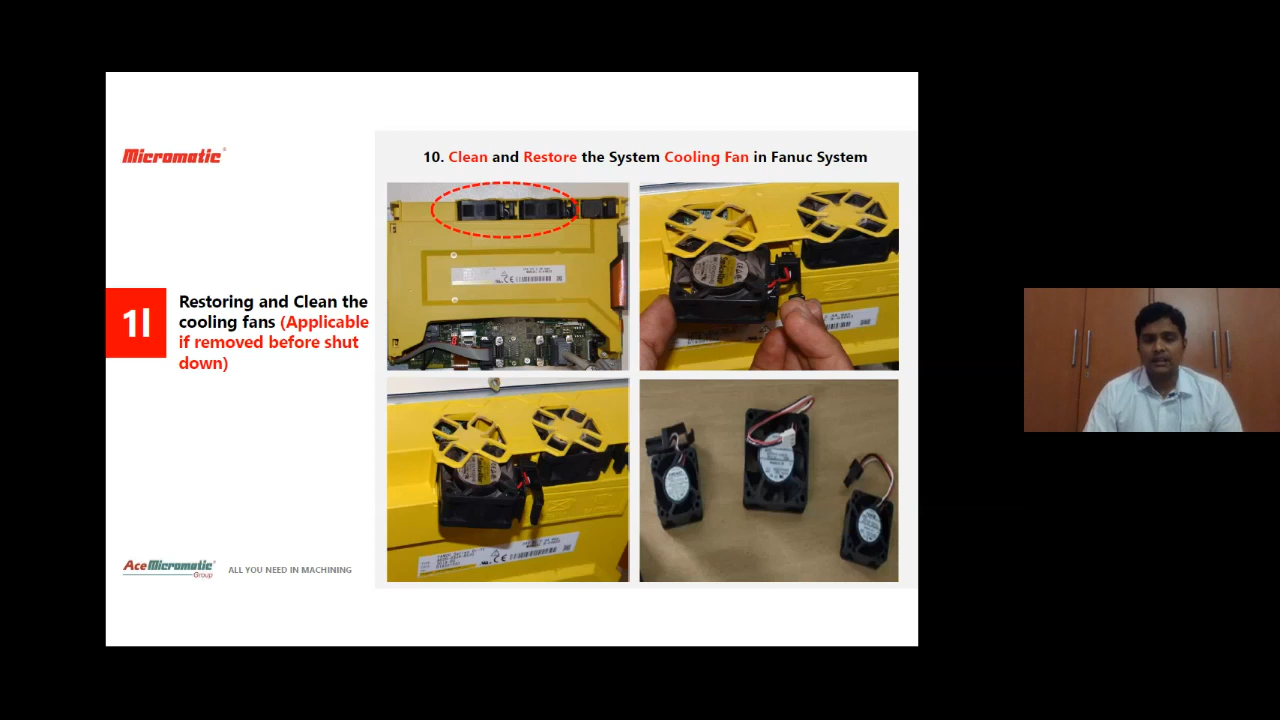 Micromatic
10. Clean and Restore the System Cooling Fan in Fanuc System
1l
Restoring and Clean the
cooling fans (Applicable
if removed before shut
down)
AceMicromatic
Group
ALL YOU NEED IN MACHINING